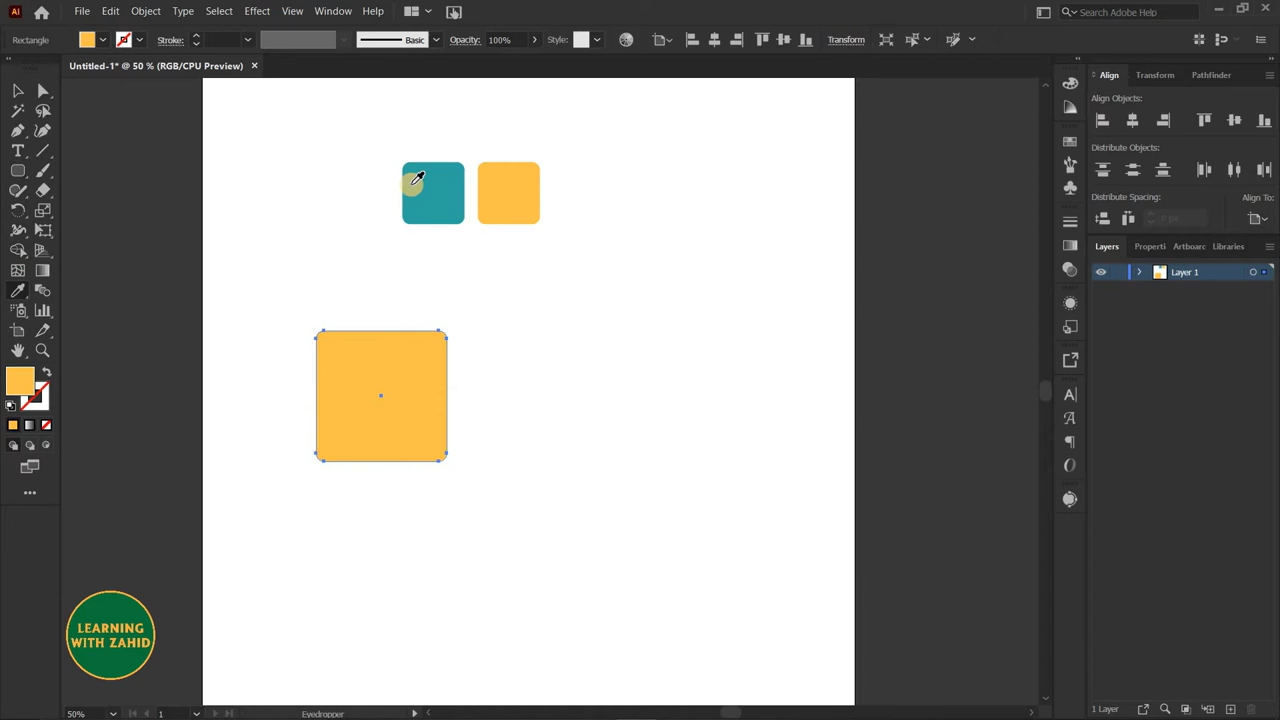 Ai File Edit Object Type Select Effect View Window Help Search Adobe Help
Rectangle Stroke: Basic Opacity: 100% Style: Transform
Untitled-1* @ 50 % (RGB/CPU Preview)
Align Transform Pathfinder
Align Objects:
Distribute Objects:
Distribute Spacing: Align To:
0 px
Layers Properti Artboarc Libraries
Layer 1
LEARNING
WITH ZAHID
50% 1 Eyedropper 1 Layer